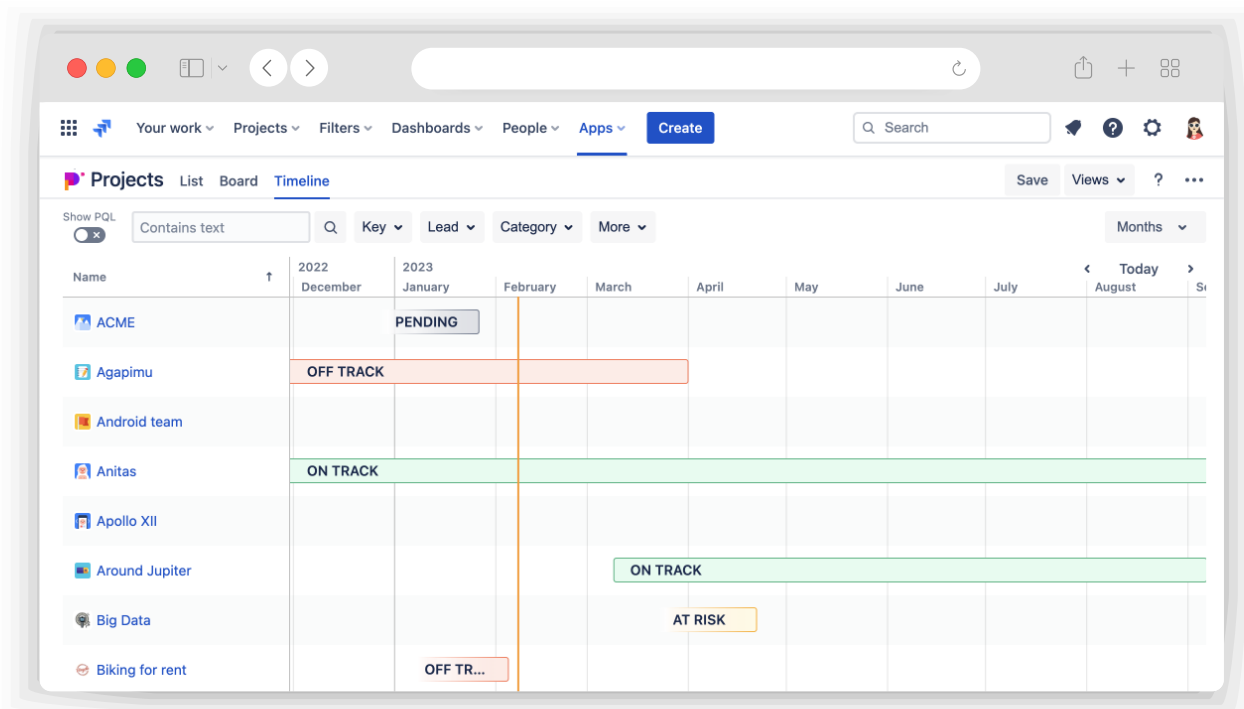 Your work Projects Filters Dashboards People Apps Create Search
Projects List Board Timeline Save Views ?
Show PQL
Contains text Key Lead Category More Months
Name 2022 2023 Today
December January February March April May June July August
ACME PENDING
Agapimu OFF TRACK
Android team
Anitas ON TRACK
Apollo XII
Around Jupiter ON TRACK
Big Data AT RISK
Biking for rent OFF TR...